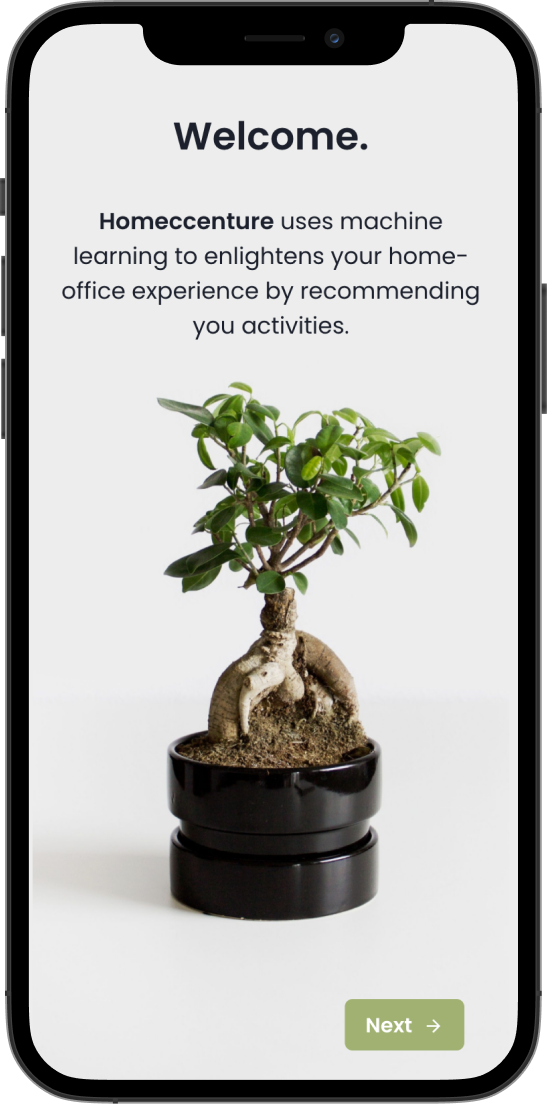 Welcome.
Homeccenture uses machine
learning to enlightens your home-
office experience by recommending
you activities.
Next →